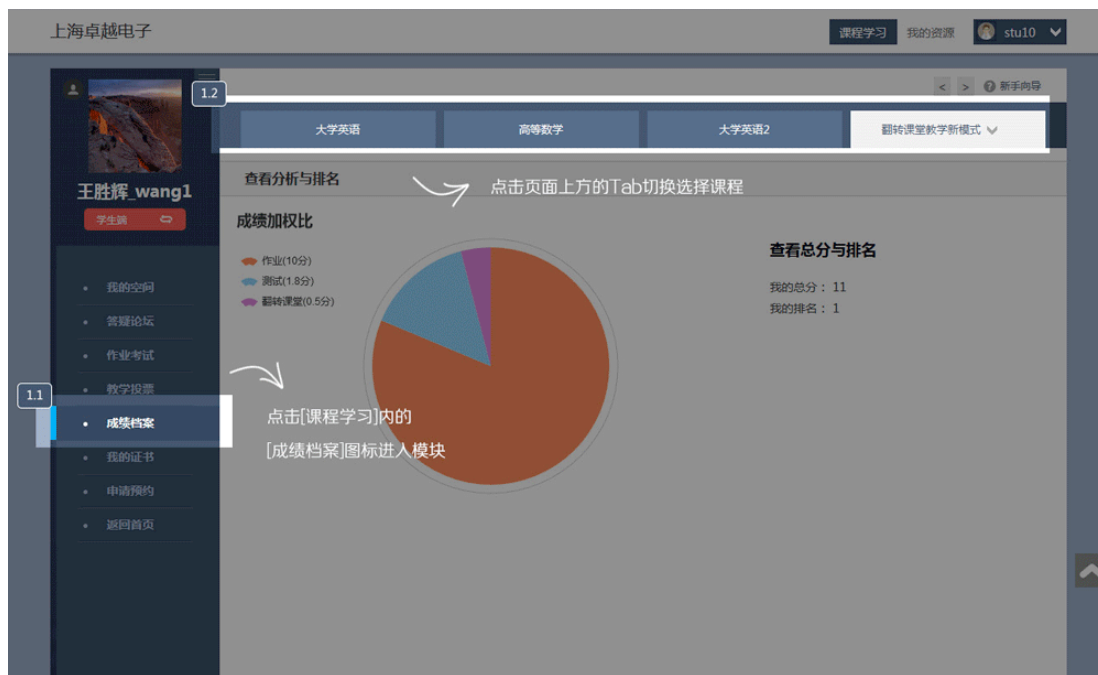 上海卓越电子
课程学习 我的资源 stu10
< > 新手向导
1.2
大学英语 高等数学 大学英语2 翻转课堂教学新模式
王胜辉_wang1
学生端
查看分析与排名
点击页面上方的Tab切换选择课程
成绩加权比
作业(10分)
测试(1.8分)
翻转课堂(0.5分)
查看总分与排名
我的总分： 11
我的排名： 1
我的空间
答疑论坛
作业考试
教学投票
1.1
成绩档案
点击[课程学习]内的
[成绩档案]图标进入模块
我的证书
申请预约
返回首页